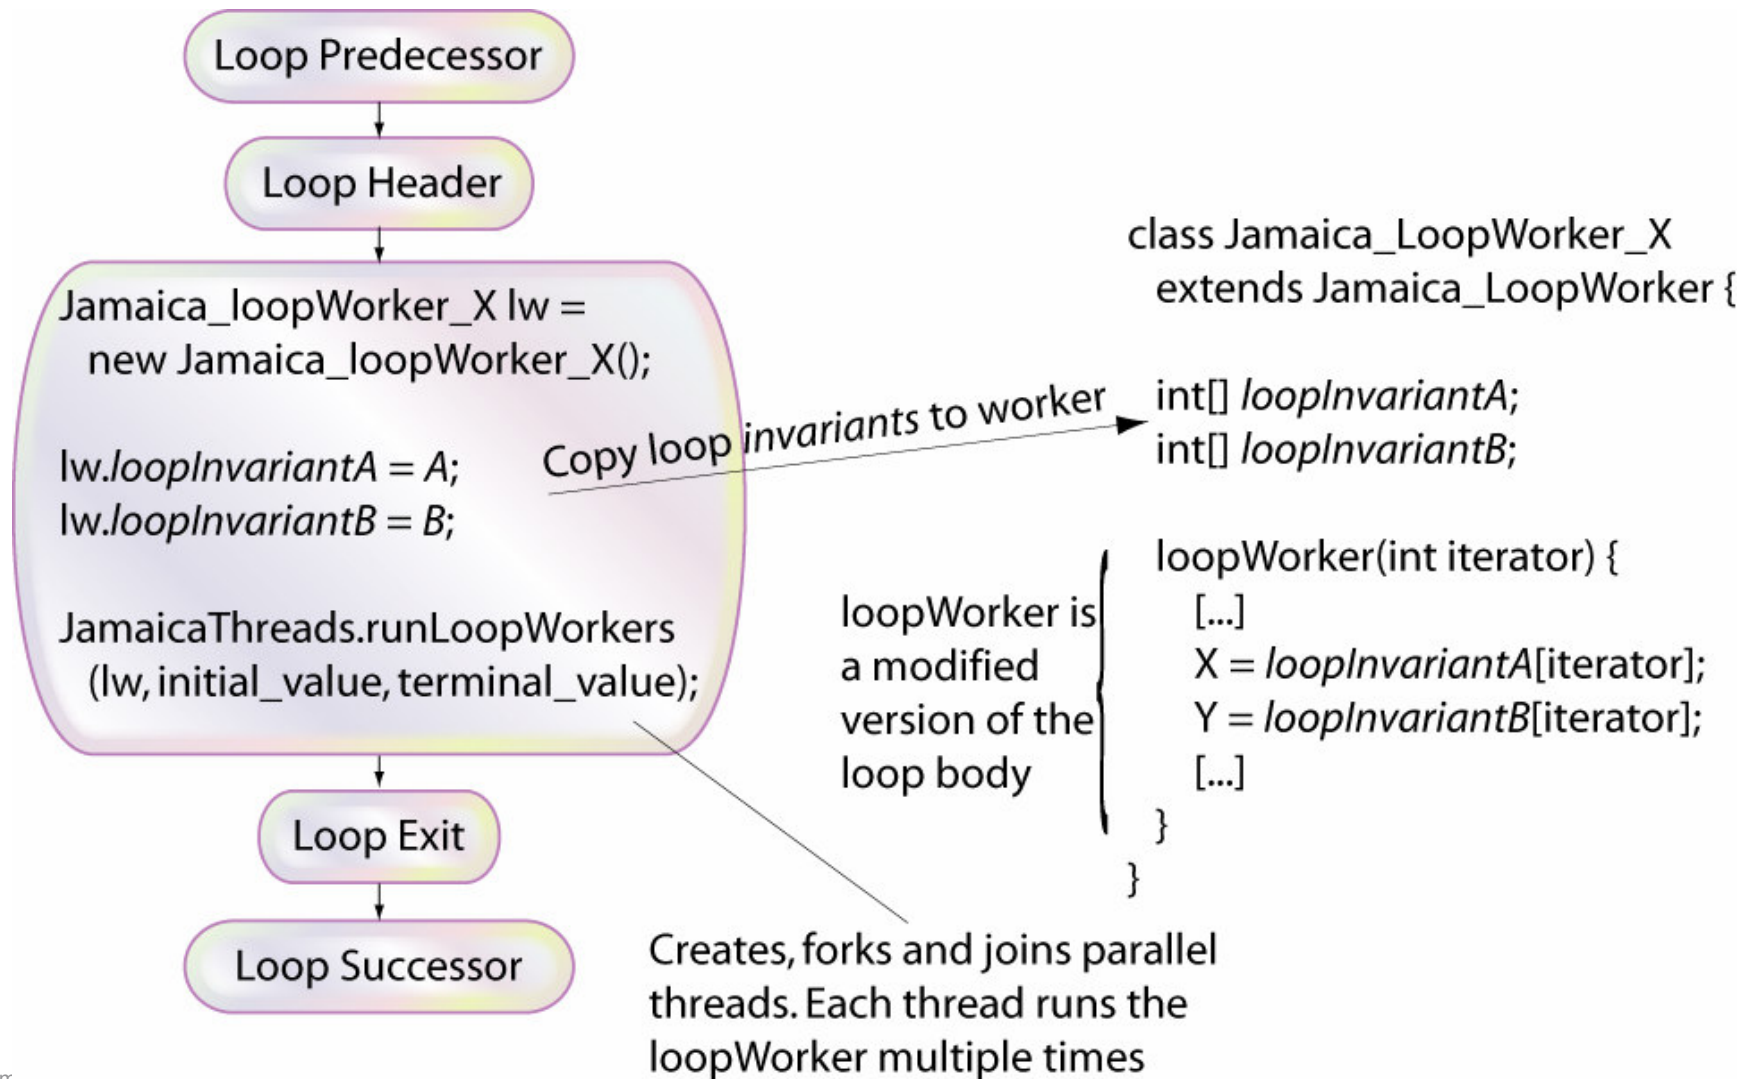 Loop Predecessor
Loop Header
Jamaica_loopWorker_X lw =
new Jamaica_loopWorker_X();
lw.loopInvariantA = A;
lw.loopInvariantB = B;
JamaicaThreads.runLoopWorkers
(lw, initial_value, terminal_value);
Loop Exit
Loop Successor
Copy loop invariants to worker
class Jamaica_LoopWorker_X
extends Jamaica_LoopWorker {
int[] loopInvariantA;
int[] loopInvariantB;
loopWorker is
a modified
version of the
loop body
loopWorker(int iterator) {
[...]
X = loopInvariantA[iterator];
Y = loopInvariantB[iterator];
[...]
}
}
Creates, forks and joins parallel
threads. Each thread runs the
loopWorker multiple times